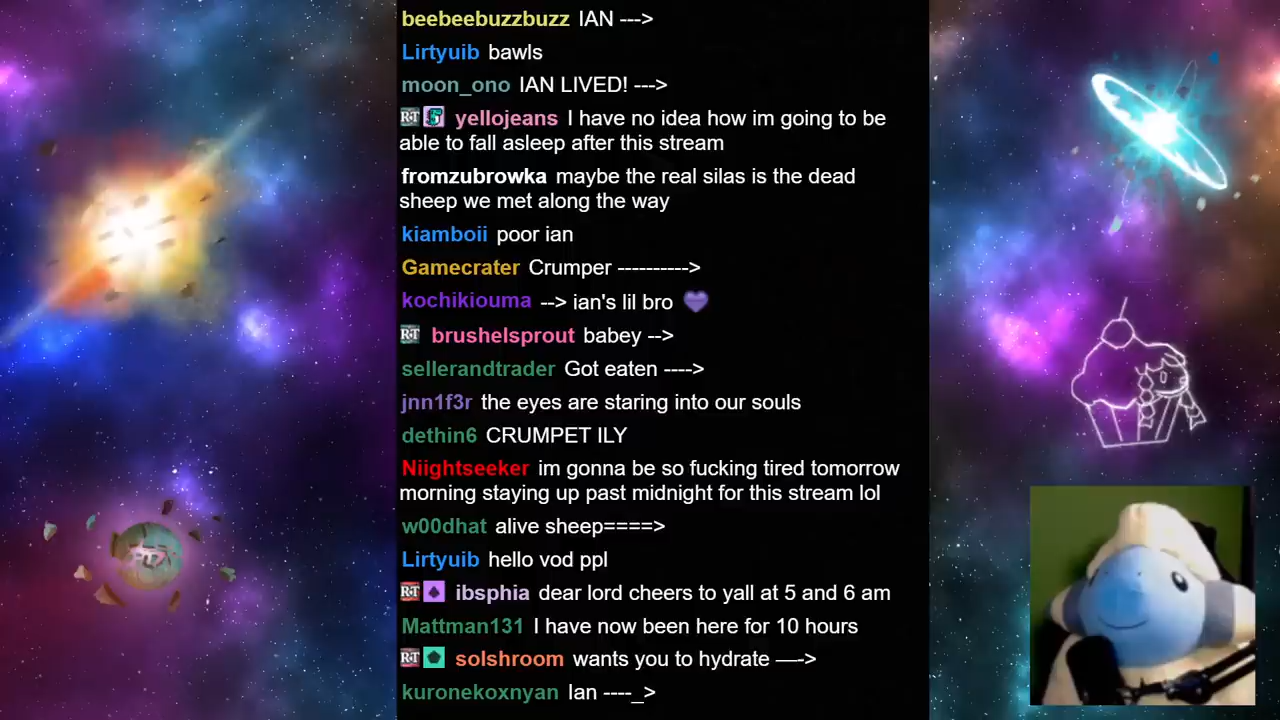 beebeebuzzbuzz IAN --->
Lirtyuib bawls
moon_ono IAN LIVED! --->
RT yellojeans I have no idea how im going to be
able to fall asleep after this stream
fromzubrowka maybe the real silas is the dead
sheep we met along the way
kiamboii poor ian
Gamecrater Crumper ---------->
kochikiouma --> ian's lil bro 💜
RT brushelsprout babey -->
sellerandtrader Got eaten ---->
jnn1f3r the eyes are staring into our souls
dethin6 CRUMPET ILY
Niightseeker im gonna be so fucking tired tomorrow
morning staying up past midnight for this stream lol
w00dhat alive sheep====>
Lirtyuib hello vod ppl
RT ibsphia dear lord cheers to yall at 5 and 6 am
Mattman131 I have now been here for 10 hours
RT solshroom wants you to hydrate —->
kuronekoxnyan Ian ----_>